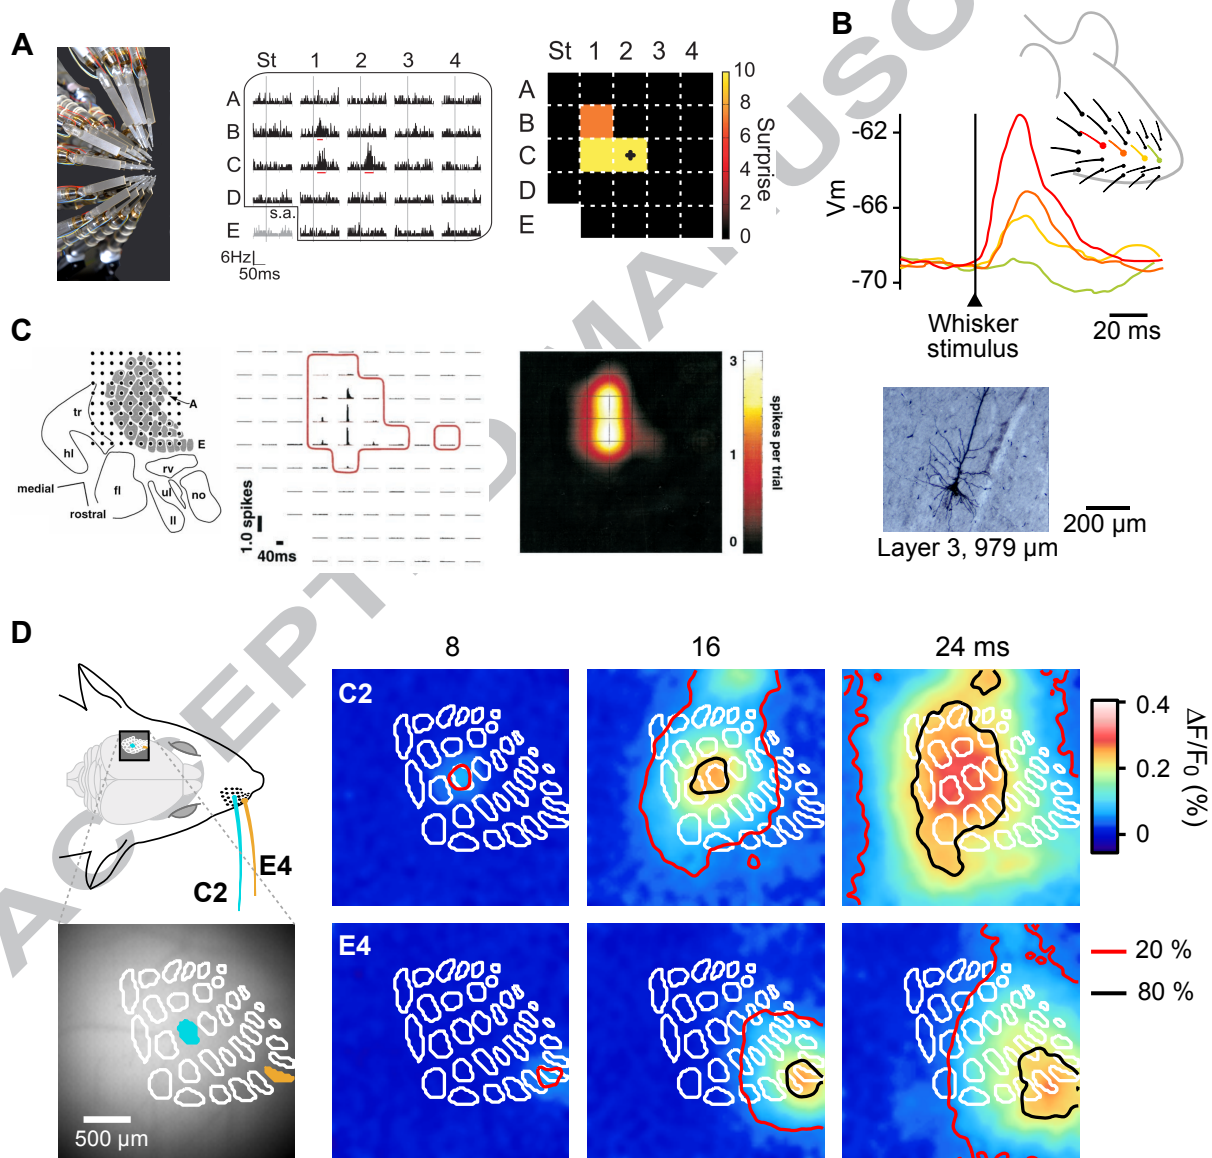 A
St 1 2 3 4
A
B
C
D
E
s.a.
6Hz
50ms
St 1 2 3 4
A
B
C
D
E
10
8
6
4
2
0
Surprise
B
-62
-66
-70
Vm
Whisker
stimulus
20 ms
200 µm
Layer 3, 979 µm
C
tr
hl
medial
rostral
fl
rv
ul
ll
no
A
E
1.0 spikes
40ms
3
1
0
spikes per trial
D
C2
E4
500 µm
8 16 24 ms
C2
E4
0.4
0.2
0
ΔF/F0 (%)
20 %
80 %
ACCEPTED MANUSC